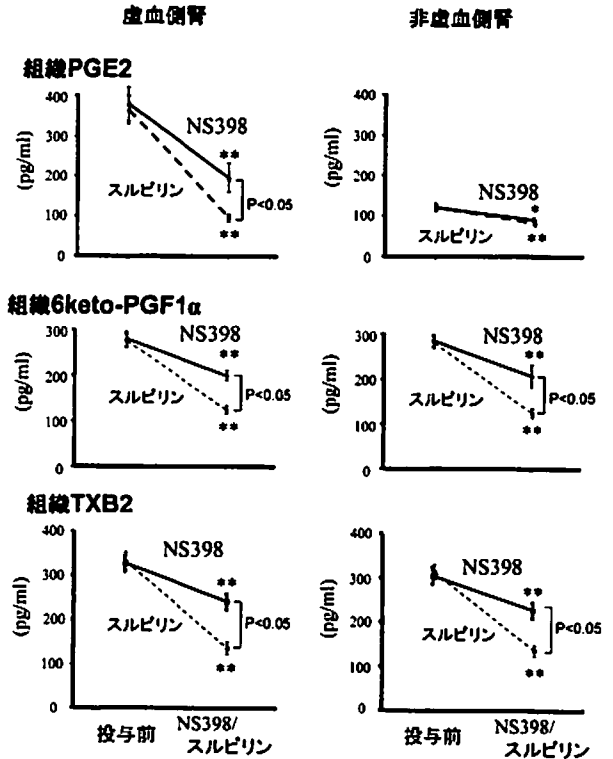 虚血側腎
非虚血側腎
組織PGE2
(pg/ml)
400
300
200
100
0
NS398
**
スルピリン
P<0.05
**
(pg/ml)
400
300
200
100
0
NS398
*
スルピリン
**
組織6keto-PGF1α
(pg/ml)
300
200
100
0
NS398
**
スルピリン
P<0.05
**
(pg/ml)
300
200
100
0
NS398
**
スルピリン
P<0.05
**
組織TXB2
(pg/ml)
400
300
200
100
0
NS398
**
スルピリン
P<0.05
**
投与前
NS398/
スルピリン
(pg/ml)
400
300
200
100
0
NS398
**
スルピリン
P<0.05
**
投与前
NS398/
スルピリン